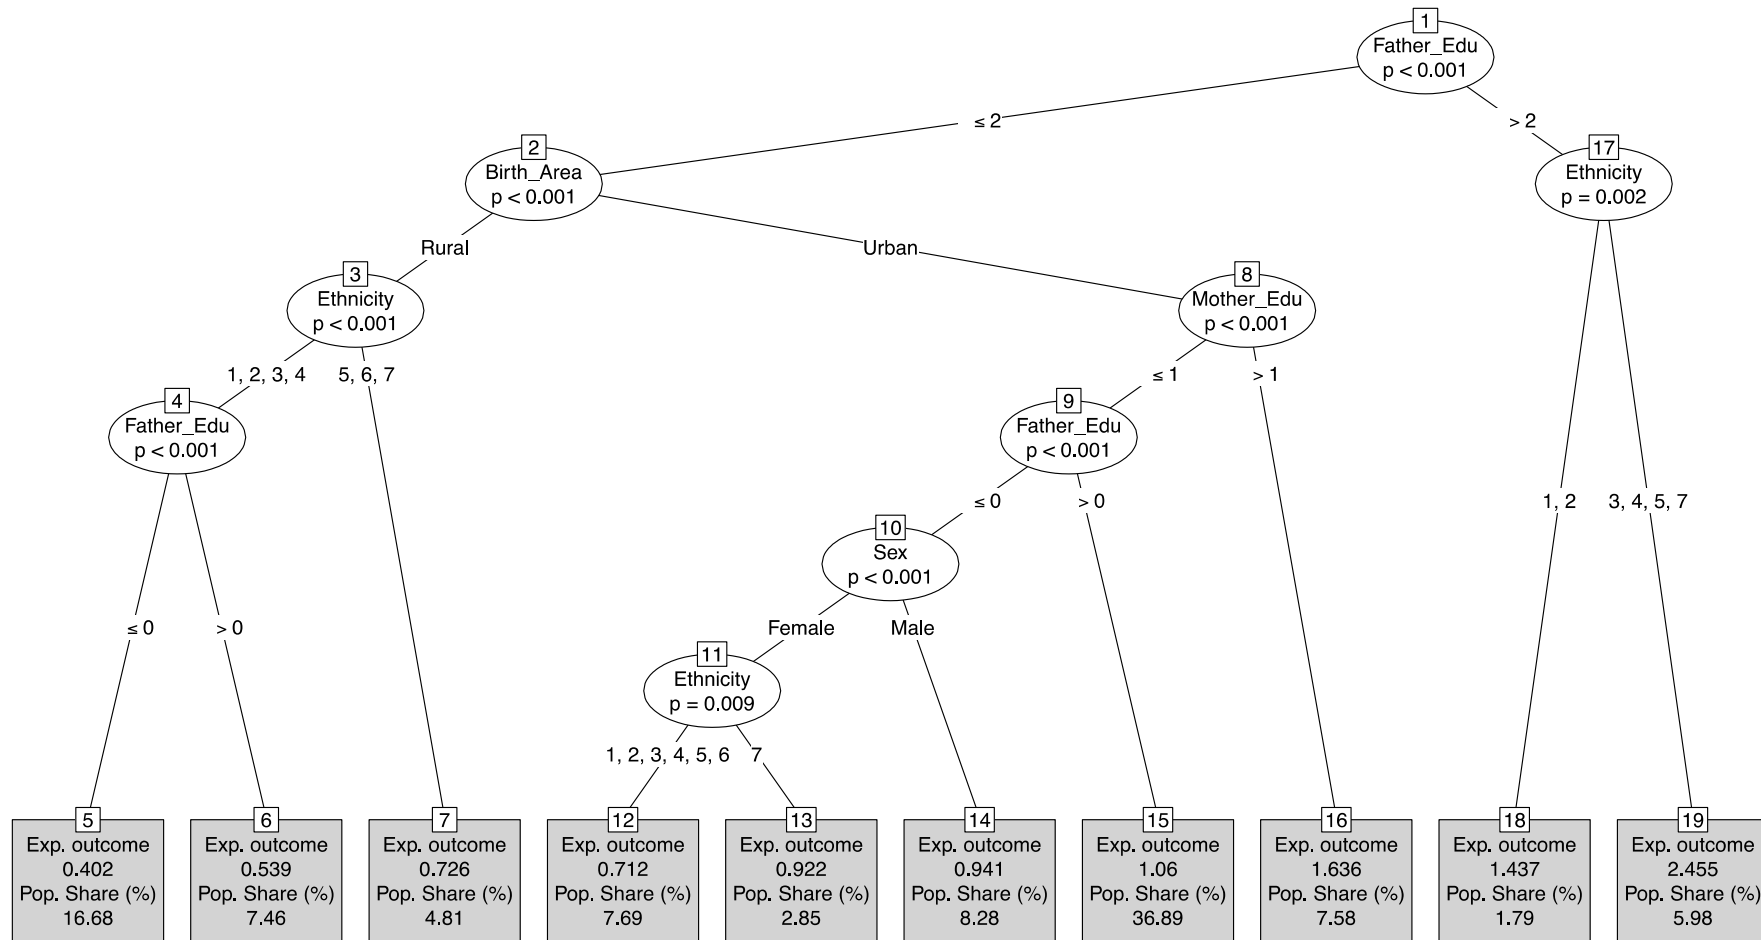 1
Father_Edu
p < 0.001
≤ 2
> 2
2
Birth_Area
p < 0.001
17
Ethnicity
p = 0.002
Rural
Urban
3
Ethnicity
p < 0.001
8
Mother_Edu
p < 0.001
1, 2, 3, 4
5, 6, 7
≤ 1
> 1
4
Father_Edu
p < 0.001
9
Father_Edu
p < 0.001
≤ 0
> 0
1, 2
3, 4, 5, 7
10
Sex
p < 0.001
≤ 0
> 0
Female
Male
11
Ethnicity
p = 0.009
1, 2, 3, 4, 5, 6
7
5
Exp. outcome
0.402
Pop. Share (%)
16.68
6
Exp. outcome
0.539
Pop. Share (%)
7.46
7
Exp. outcome
0.726
Pop. Share (%)
4.81
12
Exp. outcome
0.712
Pop. Share (%)
7.69
13
Exp. outcome
0.922
Pop. Share (%)
2.85
14
Exp. outcome
0.941
Pop. Share (%)
8.28
15
Exp. outcome
1.06
Pop. Share (%)
36.89
16
Exp. outcome
1.636
Pop. Share (%)
7.58
18
Exp. outcome
1.437
Pop. Share (%)
1.79
19
Exp. outcome
2.455
Pop. Share (%)
5.98